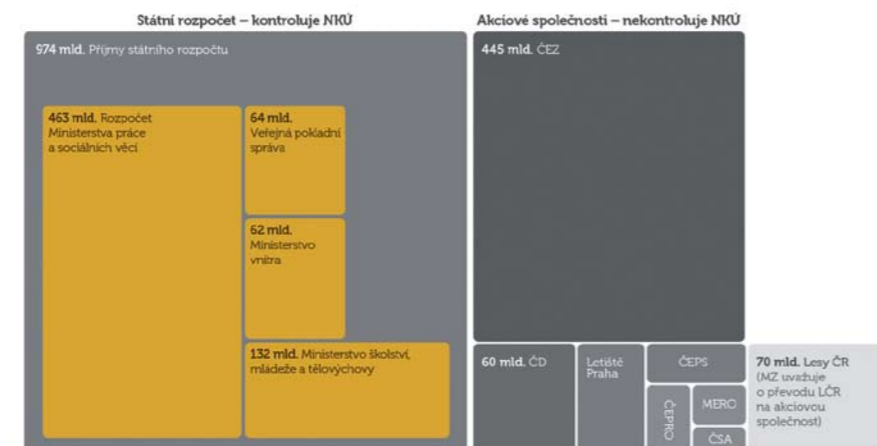 Státní rozpočet – kontroluje NKÚ
974 mld. Příjmy státního rozpočtu
463 mld. Rozpočet
Ministerstva práce
a sociálních věcí
64 mld.
Veřejná pokladní
správa
62 mld.
Ministerstvo
vnitra
132 mld. Ministerstvo školství,
mládeže a tělovýchovy
Akciové společnosti – nekontroluje NKÚ
445 mld. ČEZ
60 mld. ČD
Letiště
Praha
ČEPS
ČEPRO
MERO
ČSA
70 mld. Lesy ČR
(MZ uvažuje
o převodu LČR
na akciovou
společnost)